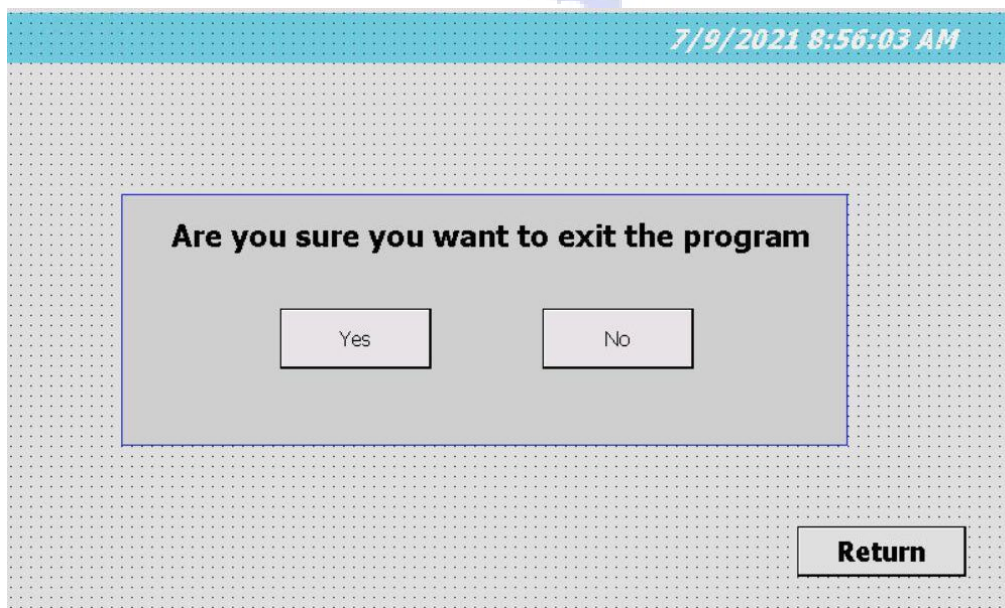 7/9/2021 8:56:03 AM
Are you sure you want to exit the program
Yes No
Return